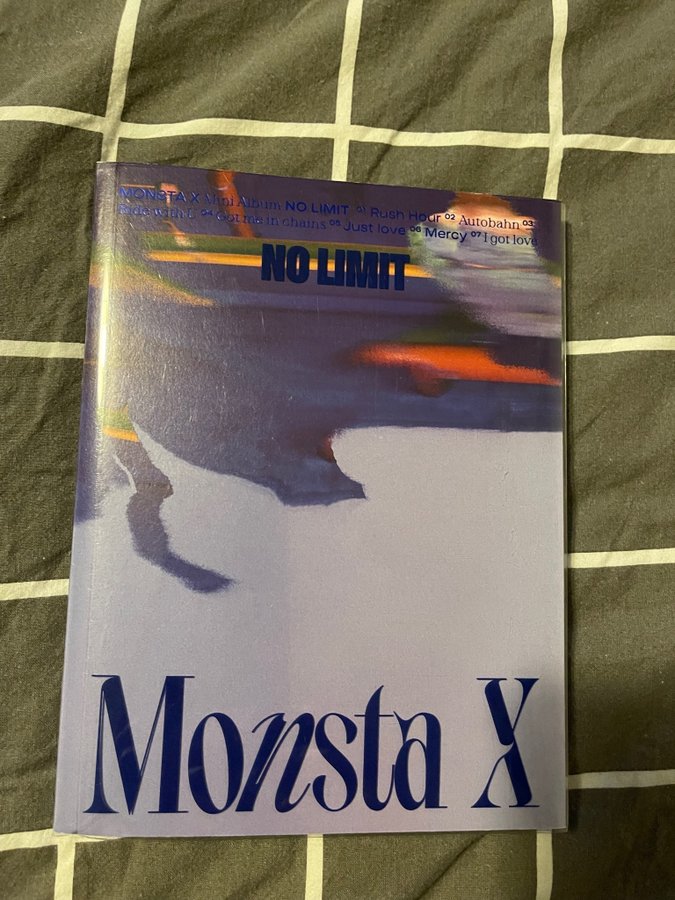 MONSTA X Mini Album NO LIMIT 01 Rush Hour 02 Autobahn 03
Ride with U 04 Got me in chains 05 Just love 06 Mercy 07 I got love
NO LIMIT
Monsta X